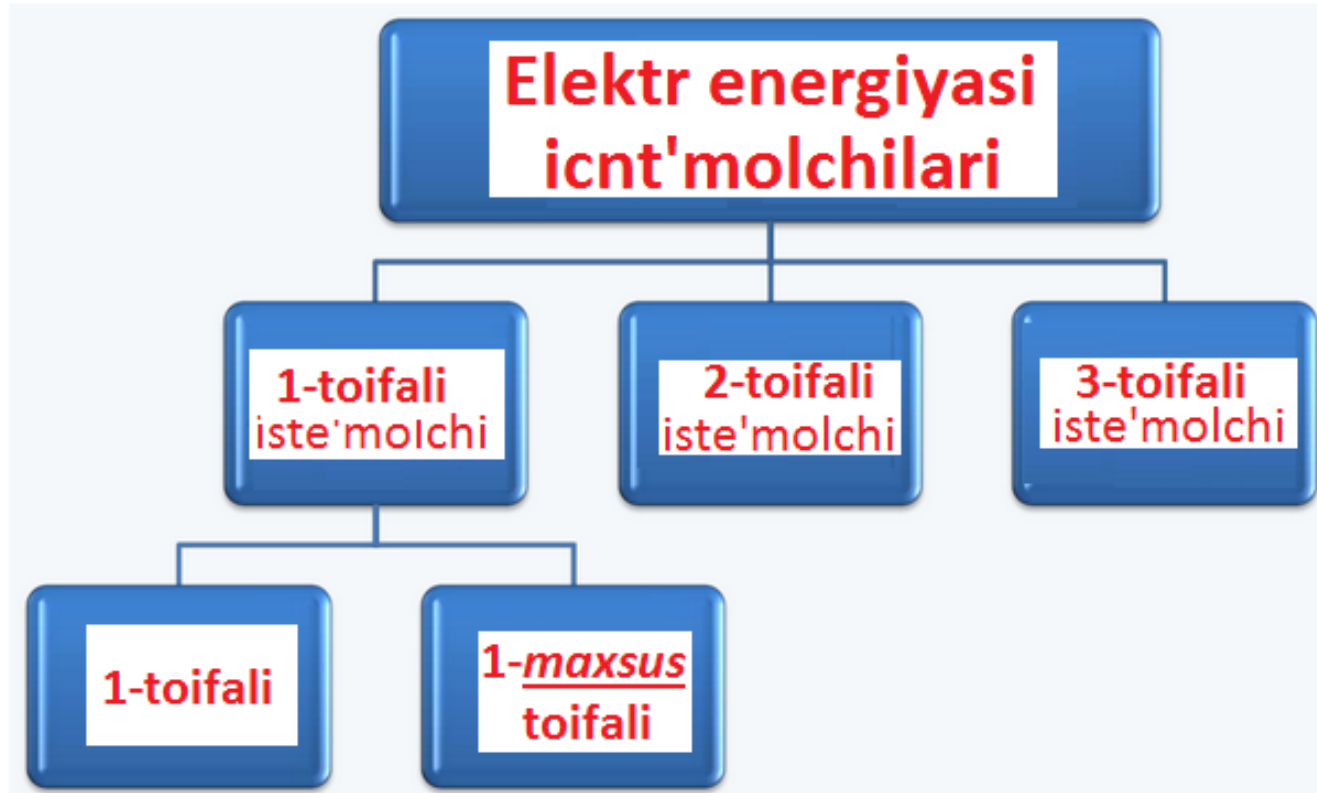 Elektr energiyasi
icnt'molchilari
1-toifali
iste'molchi
2-toifali
iste'molchi
3-toifali
iste'molchi
1-toifali
1-maxsus
toifali